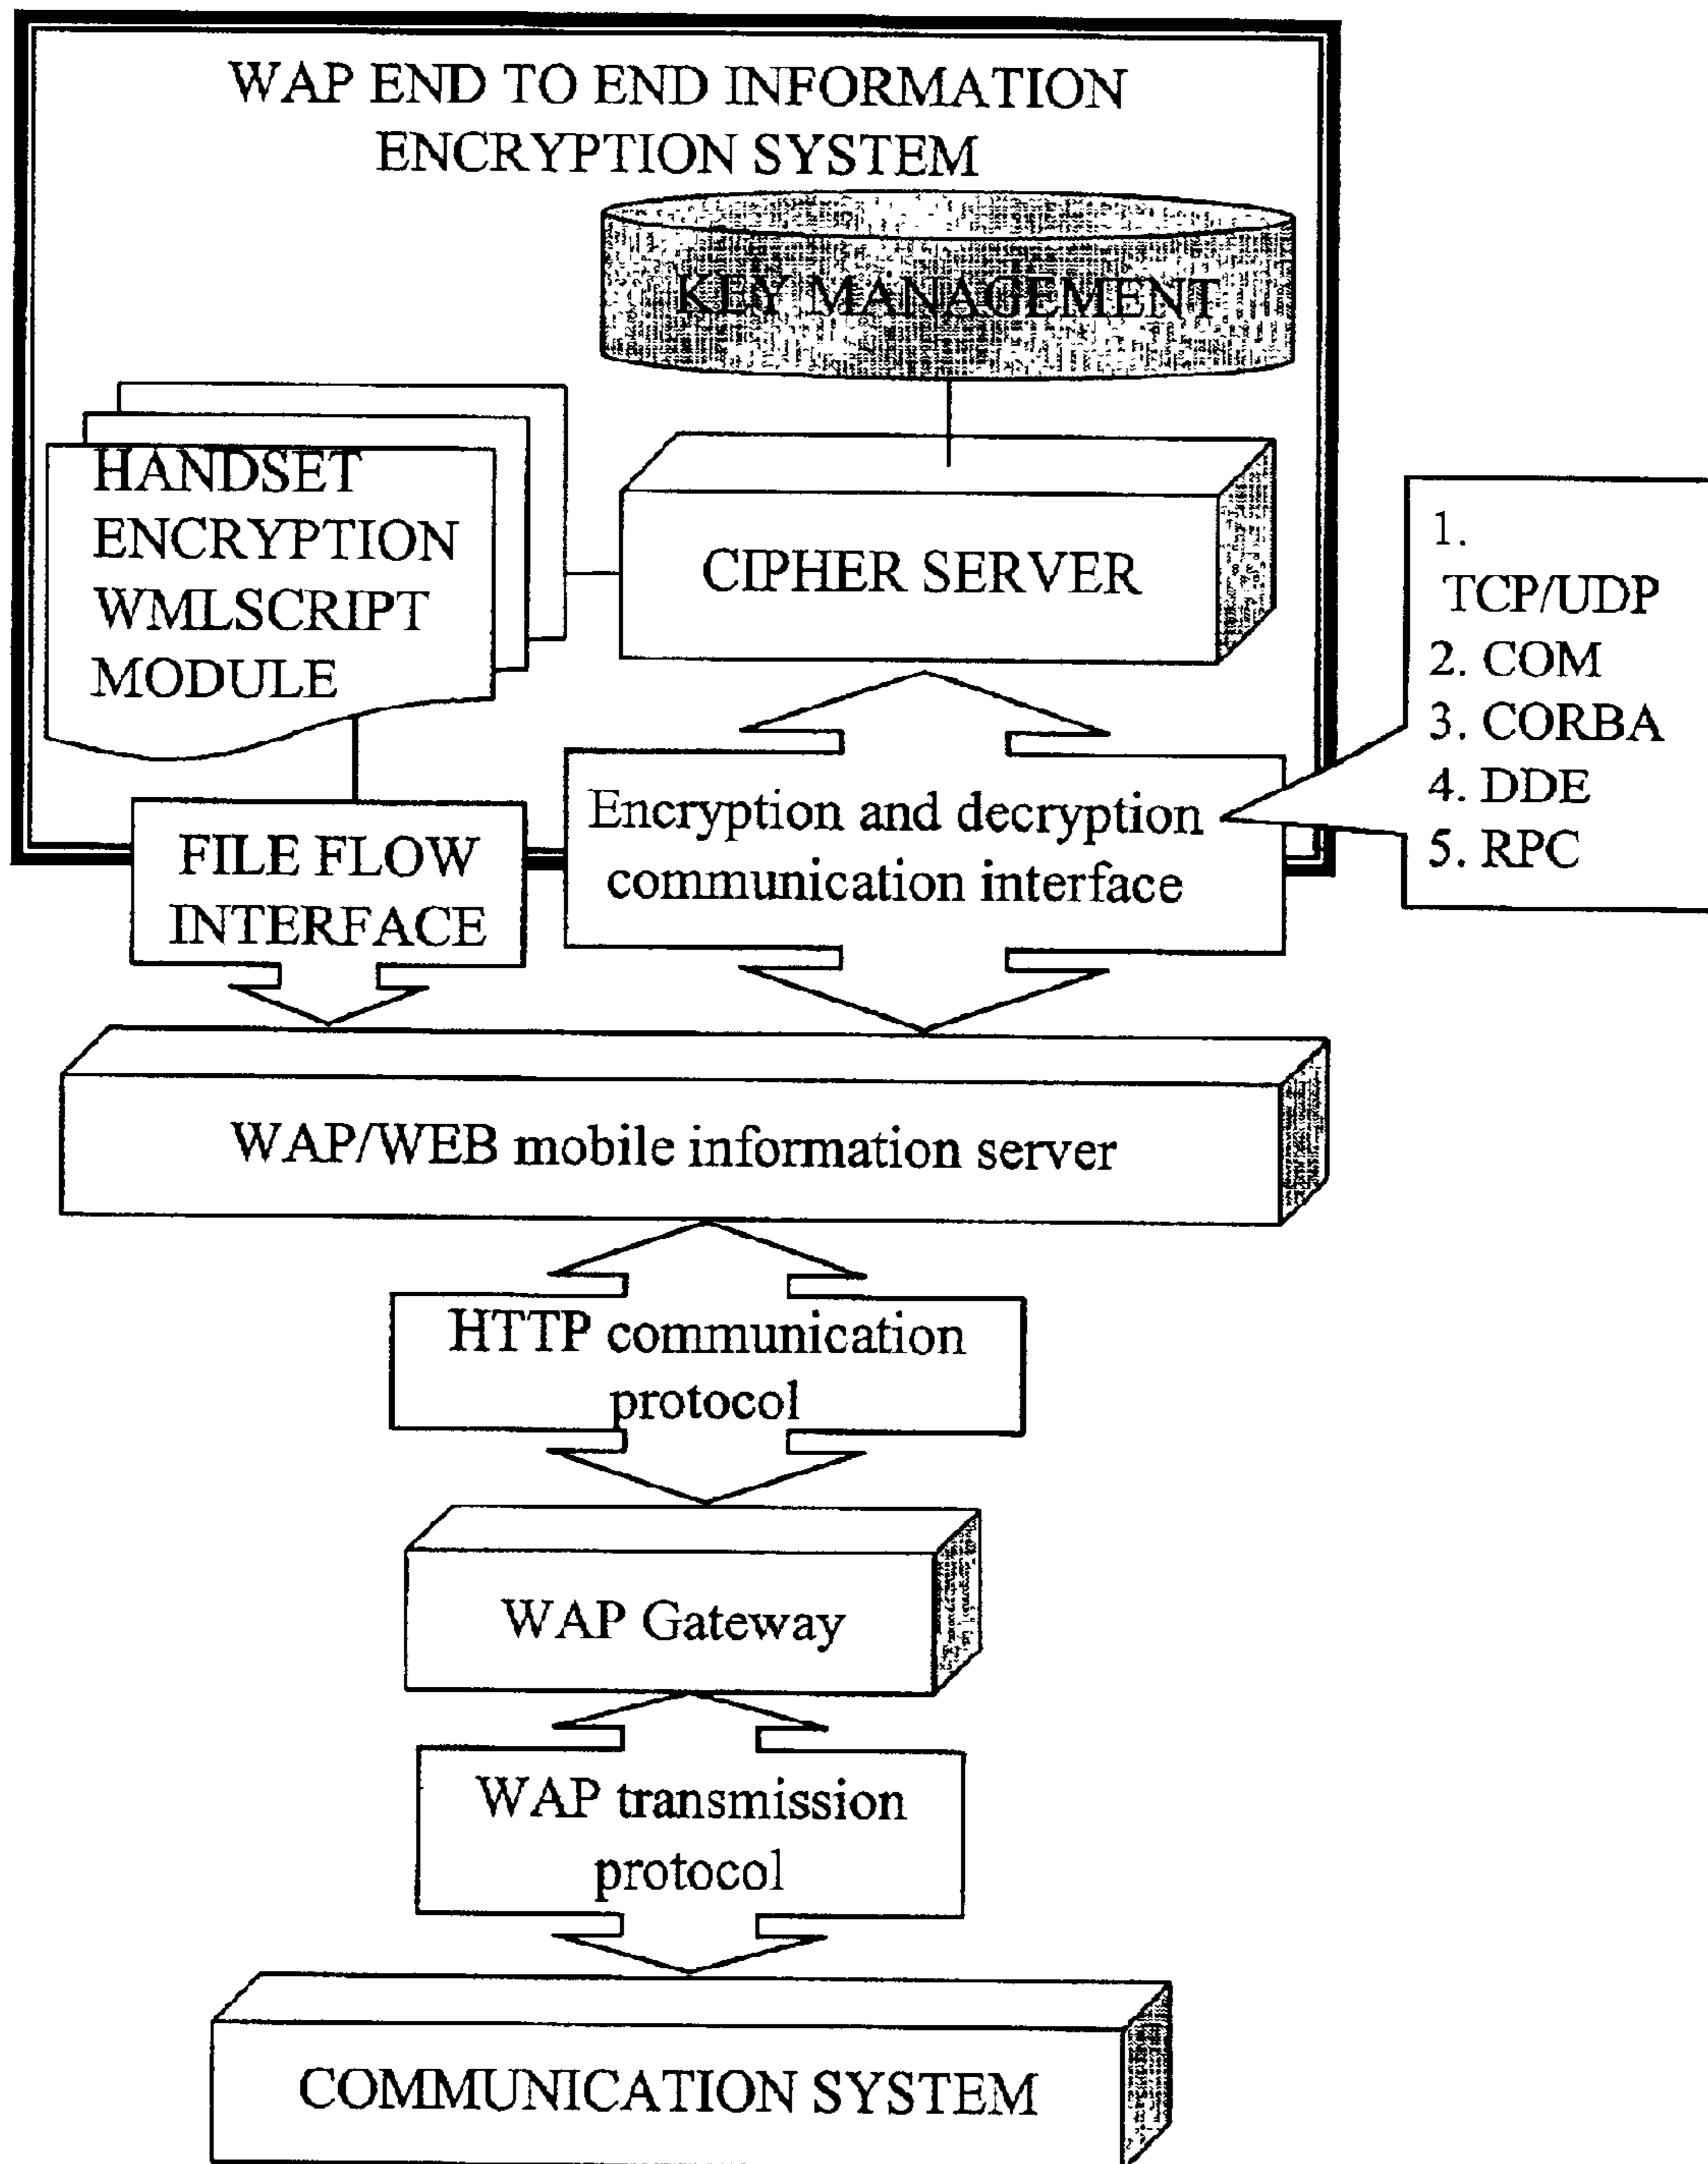 WAP END TO END INFORMATION
ENCRYPTION SYSTEM
KEY MANAGEMENT
HANDSET
ENCRYPTION
WMLSCRIPT
MODULE
CIPHER SERVER
1.
TCP/UDP
2. COM
3. CORBA
4. DDE
5. RPC
FILE FLOW
INTERFACE
Encryption and decryption
communication interface
WAP/WEB mobile information server
HTTP communication
protocol
WAP Gateway
WAP transmission
protocol
COMMUNICATION SYSTEM